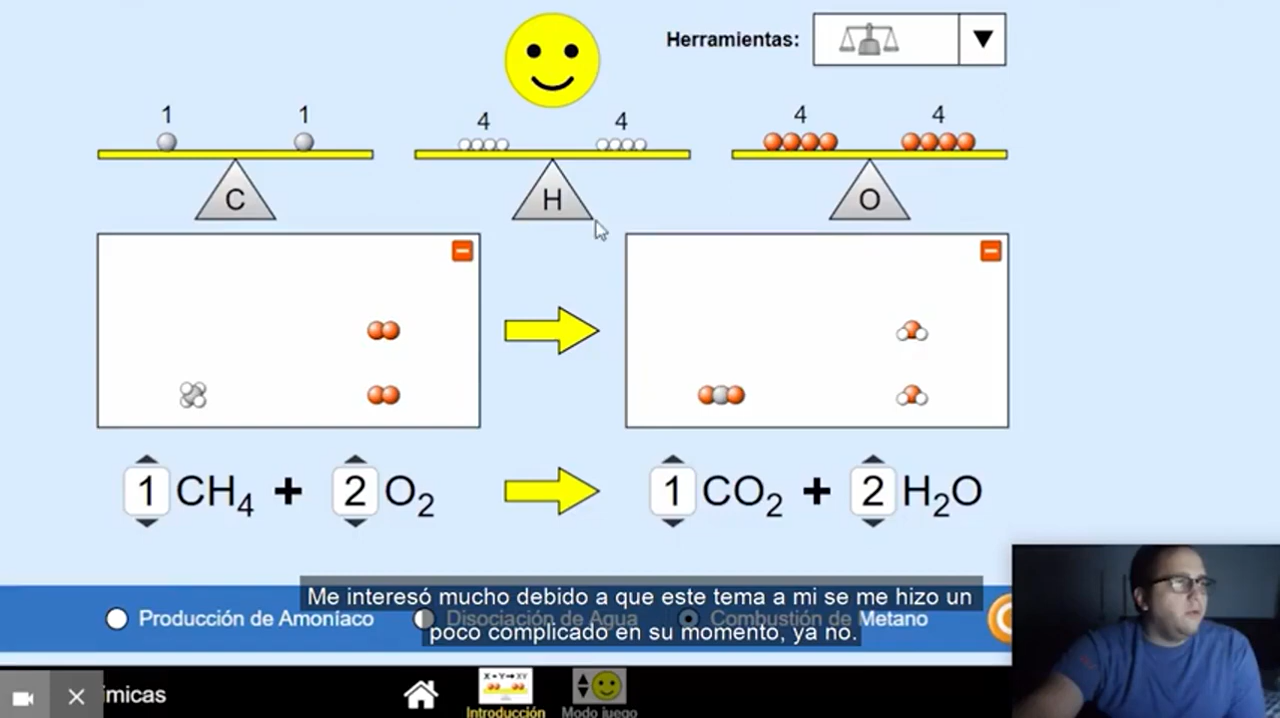 Herramientas:
1 1 4 4 4 4
C H O
1 CH4 + 2 O2 1 CO2 + 2 H2O
Me interesó mucho debido a que este tema a mi se me hizo un
poco complicado en su momento, ya no.
Producción de Amoníaco Disociación de Agua Combustión de Metano
imicas
X + Y → XY
Introducción Modo juego